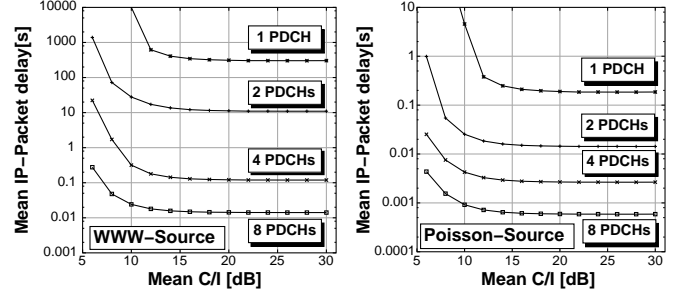 Mean IP-Packet delay[s]
10000
1000
100
10
1
0.1
0.01
0.001
1 PDCH
2 PDCHs
4 PDCHs
8 PDCHs
WWW-Source
5 10 15 20 25 30
Mean C/I [dB]
Mean IP-Packet delay[s]
10
1
0.1
0.01
0.001
0.0001
1 PDCH
2 PDCHs
4 PDCHs
8 PDCHs
Poisson-Source
5 10 15 20 25 30
Mean C/I [dB]